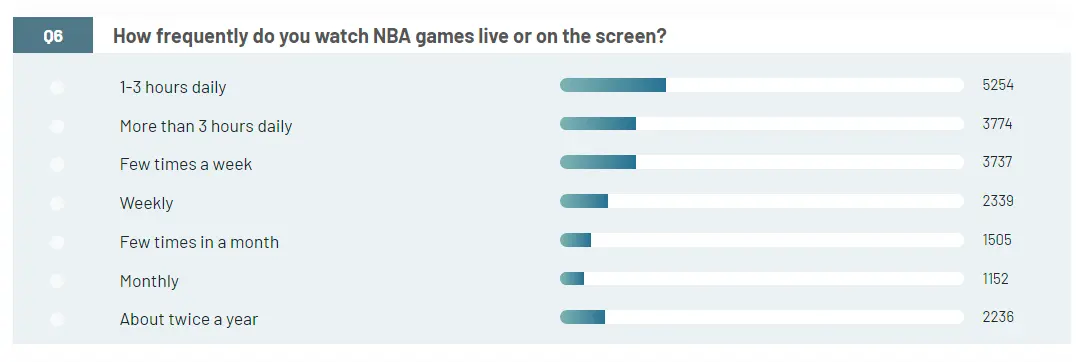 Q6 How frequently do you watch NBA games live or on the screen?
1-3 hours daily 5254
More than 3 hours daily 3774
Few times a week 3737
Weekly 2339
Few times in a month 1505
Monthly 1152
About twice a year 2236